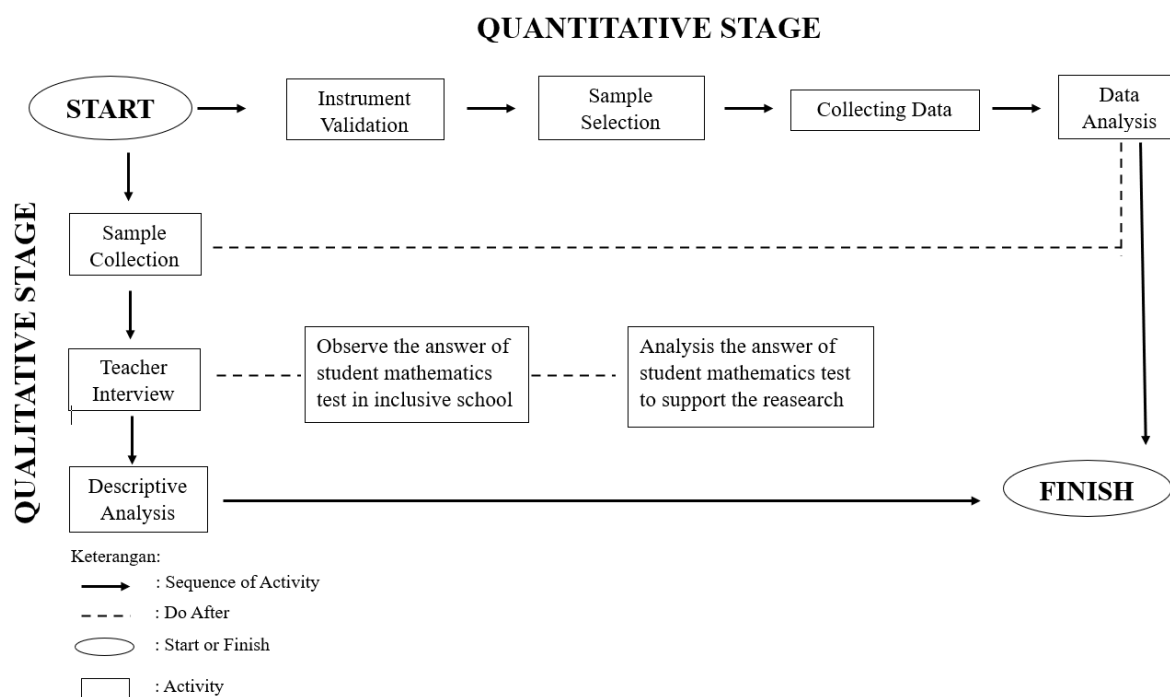 QUANTITATIVE STAGE
START
Instrument
Validation
Sample
Selection
Collecting Data
Data
Analysis
QUALITATIVE STAGE
Sample
Collection
Teacher
Interview
Observe the answer of
student mathematics
test in inclusive school
Analysis the answer of
student mathematics test
to support the reasearch
Descriptive
Analysis
FINISH
Keterangan:
: Sequence of Activity
: Do After
: Start or Finish
: Activity